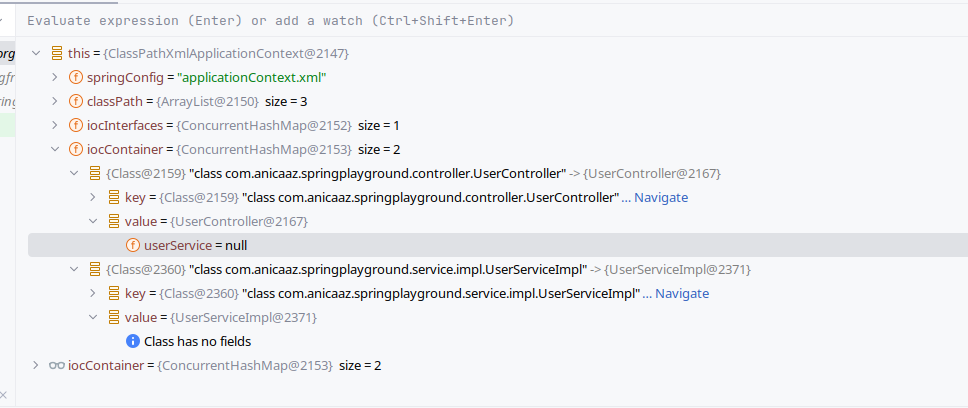 Evaluate expression (Enter) or add a watch (Ctrl+Shift+Enter)
org
this = {ClassPathXmlApplicationContext@2147}
gfr
f springConfig = "applicationContext.xml"
ring
f classPath = {ArrayList@2150} size = 3
f iocInterfaces = {ConcurrentHashMap@2152} size = 1
f iocContainer = {ConcurrentHashMap@2153} size = 2
{Class@2159} "class com.anicaaz.springplayground.controller.UserController" -> {UserController@2167}
key = {Class@2159} "class com.anicaaz.springplayground.controller.UserController" ... Navigate
value = {UserController@2167}
f userService = null
{Class@2360} "class com.anicaaz.springplayground.service.impl.UserServiceImpl" -> {UserServiceImpl@2371}
key = {Class@2360} "class com.anicaaz.springplayground.service.impl.UserServiceImpl" ... Navigate
value = {UserServiceImpl@2371}
Class has no fields
iocContainer = {ConcurrentHashMap@2153} size = 2